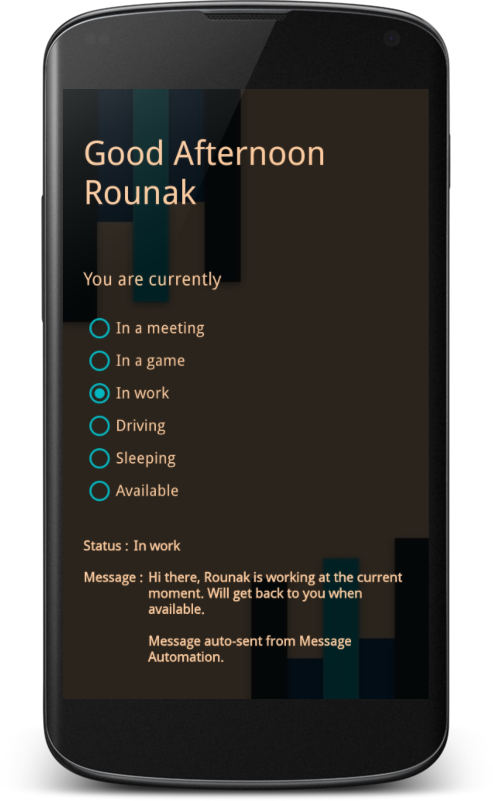 Good Afternoon
Rounak
You are currently
In a meeting
In a game
In work
Driving
Sleeping
Available
Status : In work
Message : Hi there, Rounak is working at the current
moment. Will get back to you when
available.
Message auto-sent from Message
Automation.